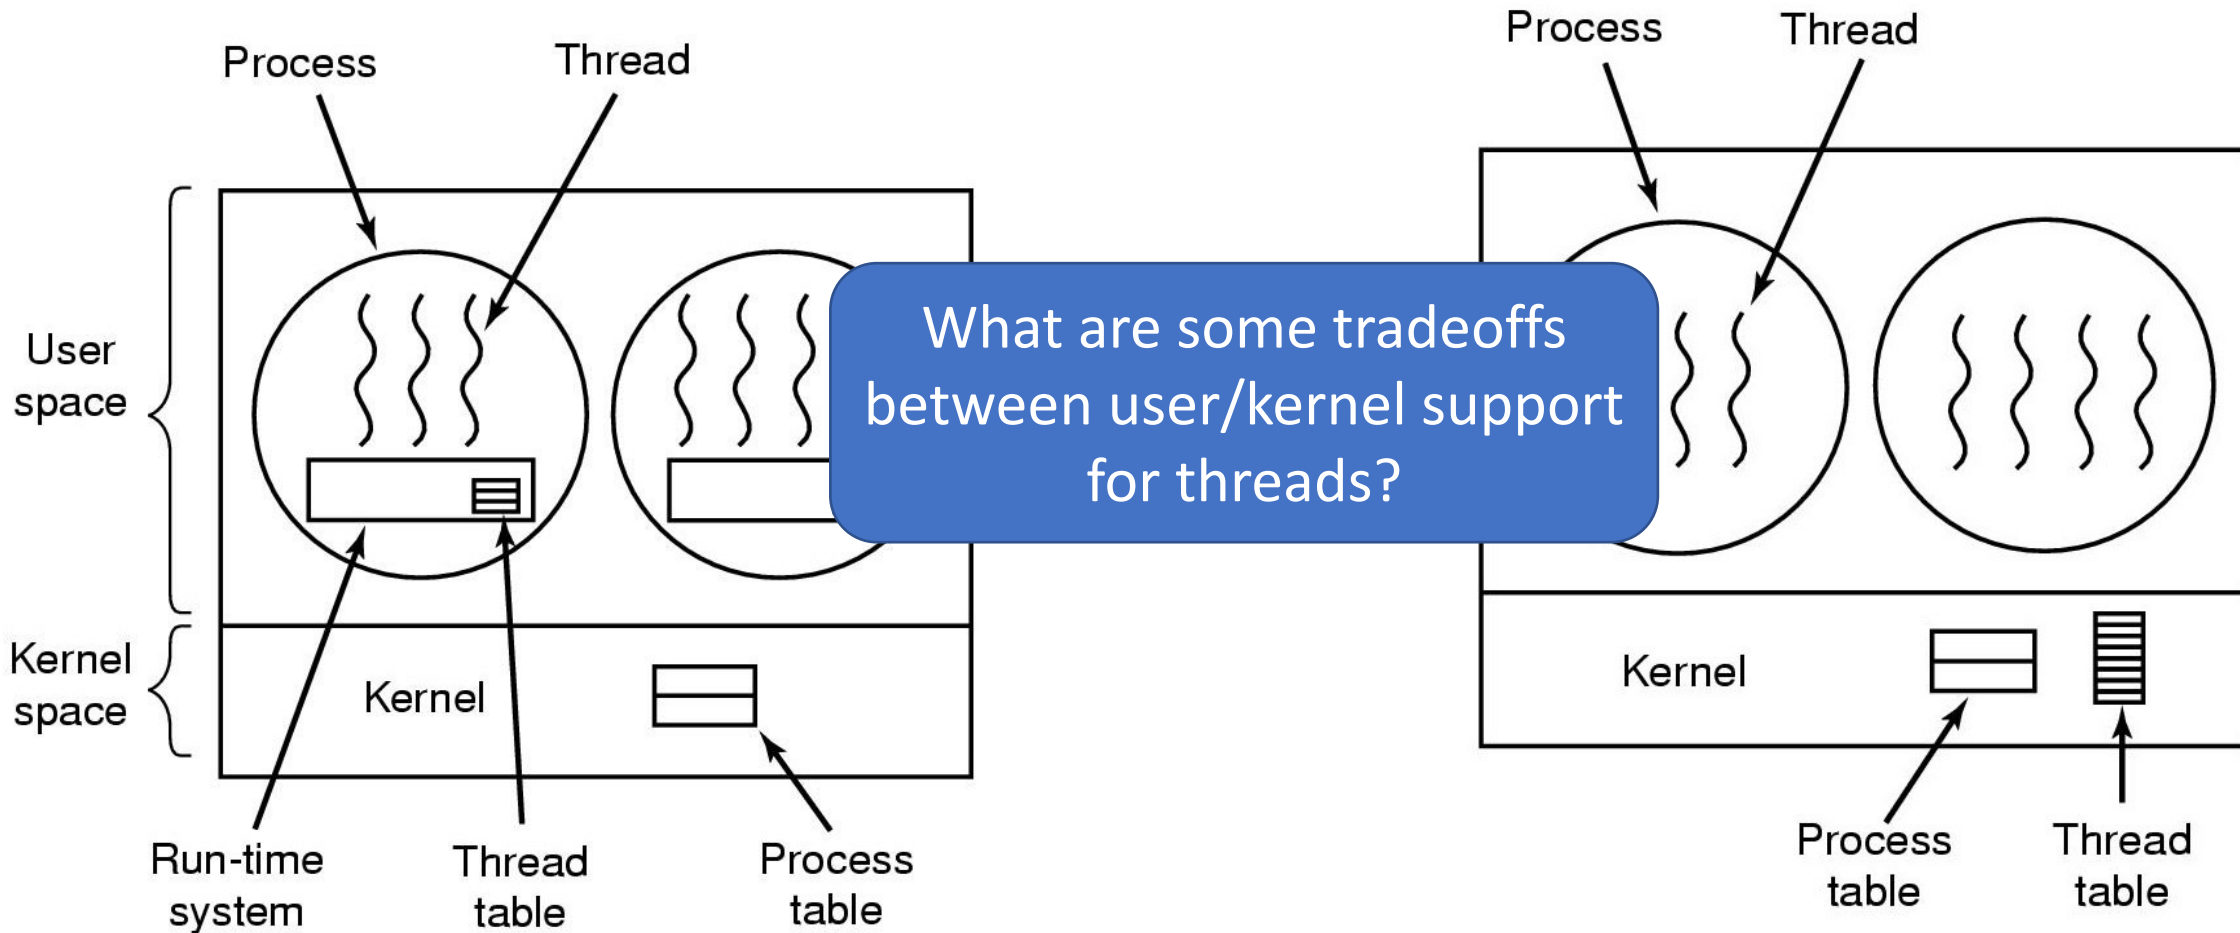 Process
Thread
Process
Thread
User
space
What are some tradeoffs
between user/kernel support
for threads?
Kernel
space
Kernel
Kernel
Run-time
system
Thread
table
Process
table
Process
table
Thread
table